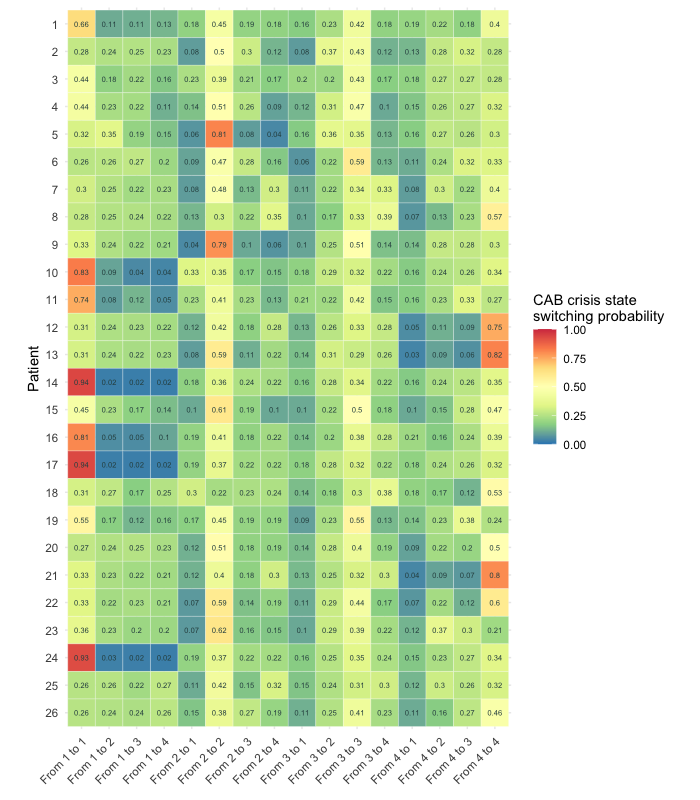 1 0.66 0.11 0.11 0.13 0.18 0.45 0.19 0.18 0.16 0.23 0.42 0.18 0.19 0.22 0.18 0.4
2 0.28 0.24 0.25 0.23 0.08 0.5 0.3 0.12 0.08 0.37 0.43 0.12 0.13 0.28 0.32 0.28
3 0.44 0.18 0.22 0.16 0.23 0.39 0.21 0.17 0.2 0.2 0.43 0.17 0.18 0.27 0.27 0.28
4 0.44 0.23 0.22 0.11 0.14 0.51 0.26 0.09 0.12 0.31 0.47 0.1 0.15 0.26 0.27 0.32
5 0.32 0.35 0.19 0.15 0.06 0.81 0.08 0.04 0.16 0.36 0.35 0.13 0.16 0.27 0.26 0.3
6 0.26 0.26 0.27 0.2 0.09 0.47 0.28 0.16 0.06 0.22 0.59 0.13 0.11 0.24 0.32 0.33
7 0.3 0.25 0.22 0.23 0.08 0.48 0.13 0.3 0.11 0.22 0.34 0.33 0.08 0.3 0.22 0.4
8 0.28 0.25 0.24 0.22 0.13 0.3 0.22 0.35 0.1 0.17 0.33 0.39 0.07 0.13 0.23 0.57
9 0.33 0.24 0.22 0.21 0.04 0.79 0.1 0.06 0.1 0.25 0.51 0.14 0.14 0.28 0.28 0.3
10 0.83 0.09 0.04 0.04 0.33 0.35 0.17 0.15 0.18 0.29 0.32 0.22 0.16 0.24 0.26 0.34
11 0.74 0.08 0.12 0.05 0.23 0.41 0.23 0.13 0.21 0.22 0.42 0.15 0.16 0.23 0.33 0.27
12 0.31 0.24 0.23 0.22 0.12 0.42 0.18 0.28 0.13 0.26 0.33 0.28 0.05 0.11 0.09 0.75
13 0.31 0.24 0.22 0.23 0.08 0.59 0.11 0.22 0.14 0.31 0.29 0.26 0.03 0.09 0.06 0.82
14 0.94 0.02 0.02 0.02 0.18 0.36 0.24 0.22 0.16 0.28 0.34 0.22 0.16 0.24 0.26 0.35
15 0.45 0.23 0.17 0.14 0.1 0.61 0.19 0.1 0.1 0.22 0.5 0.18 0.1 0.15 0.28 0.47
16 0.81 0.05 0.05 0.1 0.19 0.41 0.18 0.22 0.14 0.2 0.38 0.28 0.21 0.16 0.24 0.39
17 0.94 0.02 0.02 0.02 0.19 0.37 0.22 0.22 0.18 0.28 0.32 0.22 0.18 0.24 0.26 0.32
18 0.31 0.27 0.17 0.25 0.3 0.22 0.23 0.24 0.14 0.18 0.3 0.38 0.18 0.17 0.12 0.53
19 0.55 0.17 0.12 0.16 0.17 0.45 0.19 0.19 0.09 0.23 0.55 0.13 0.14 0.23 0.38 0.24
20 0.27 0.24 0.25 0.23 0.12 0.51 0.18 0.19 0.14 0.28 0.4 0.19 0.09 0.22 0.2 0.5
21 0.33 0.23 0.22 0.21 0.12 0.4 0.18 0.3 0.13 0.25 0.32 0.3 0.04 0.09 0.07 0.8
22 0.33 0.22 0.23 0.21 0.07 0.59 0.14 0.19 0.11 0.29 0.44 0.17 0.07 0.22 0.12 0.6
23 0.36 0.23 0.2 0.2 0.07 0.62 0.16 0.15 0.1 0.29 0.39 0.22 0.12 0.37 0.3 0.21
24 0.93 0.03 0.02 0.02 0.19 0.37 0.22 0.22 0.16 0.25 0.35 0.24 0.15 0.23 0.27 0.34
25 0.26 0.26 0.22 0.27 0.11 0.42 0.15 0.32 0.15 0.24 0.31 0.3 0.12 0.3 0.26 0.32
26 0.26 0.24 0.24 0.26 0.15 0.38 0.27 0.19 0.11 0.25 0.41 0.23 0.11 0.16 0.27 0.46
Patient
From 1 to 1
From 1 to 2
From 1 to 3
From 1 to 4
From 2 to 1
From 2 to 2
From 2 to 3
From 2 to 4
From 3 to 1
From 3 to 2
From 3 to 3
From 3 to 4
From 4 to 1
From 4 to 2
From 4 to 3
From 4 to 4
CAB crisis state
switching probability
1.00
0.75
0.50
0.25
0.00